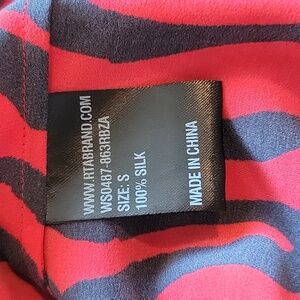 WWW.RTABRAND.COM
WS0487-863RBZA
SIZE: S
100% SILK
MADE IN CHINA